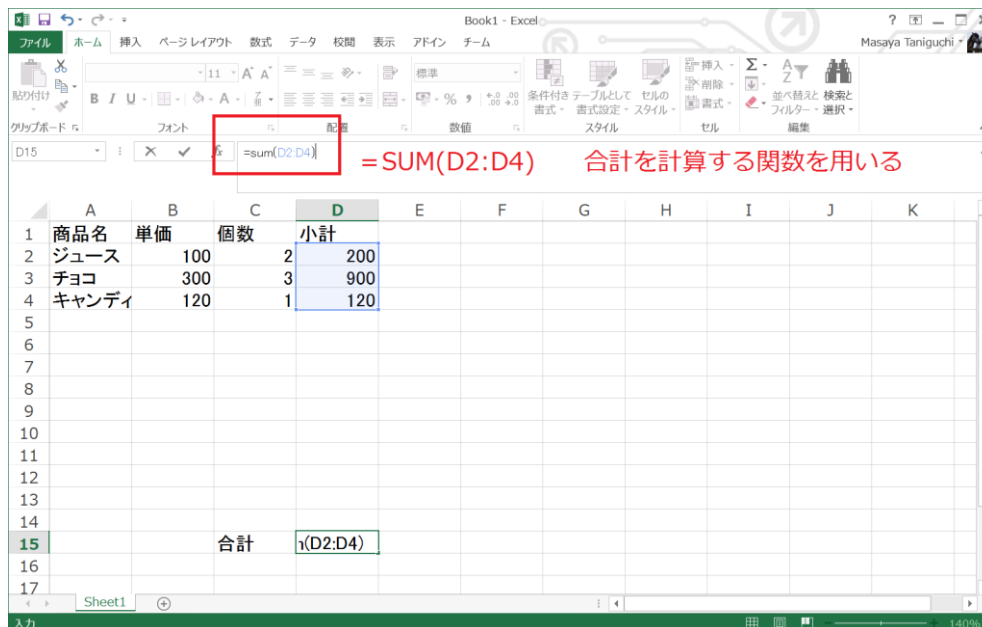 Book1 - Excel
ファイル ホーム 挿入 ページ レイアウト 数式 データ 校閲 表示 アドイン チーム Masaya Taniguchi
貼り付け
B I U
11 A A
A
標準
% ,
条件付き書式
テーブルとして書式設定
セルのスタイル
挿入
削除
書式
Σ
並べ替えと フィルター
検索と 選択
クリップボード フォント 配置 数値 スタイル セル 編集
D15 fx =sum(D2:D4)
=SUM(D2:D4) 合計を計算する関数を用いる
A B C D E F G H I J K
1 商品名 単価 個数 小計
2 ジュース 100 2 200
3 チョコ 300 3 900
4 キャンディ 120 1 120
5
6
7
8
9
10
11
12
13
14
15 合計 (D2:D4)
16
17
Sheet1
入力 140%